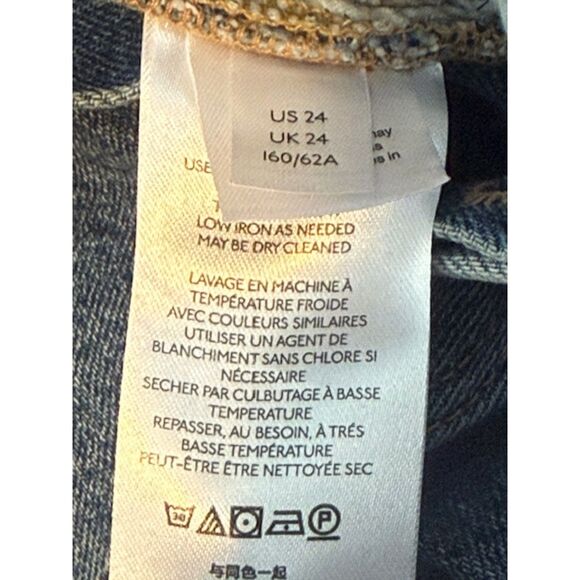 US 24
UK 24
160/62A
USE
LOW IRON AS NEEDED
MAY BE DRY CLEANED
LAVAGE EN MACHINE À
TEMPÉRATURE FROIDE
AVEC COULEURS SIMILAIRES
UTILISER UN AGENT DE
BLANCHIMENT SANS CHLORE SI
NÉCESSAIRE
SECHER PAR CULBUTAGE À BASSE
TEMPERATURE
REPASSER, AU BESOIN, À TRÉS
BASSE TEMPÉRATURE
PEUT-ÊTRE ÊTRE NETTOYÉE SEC
30 P
与同色一起